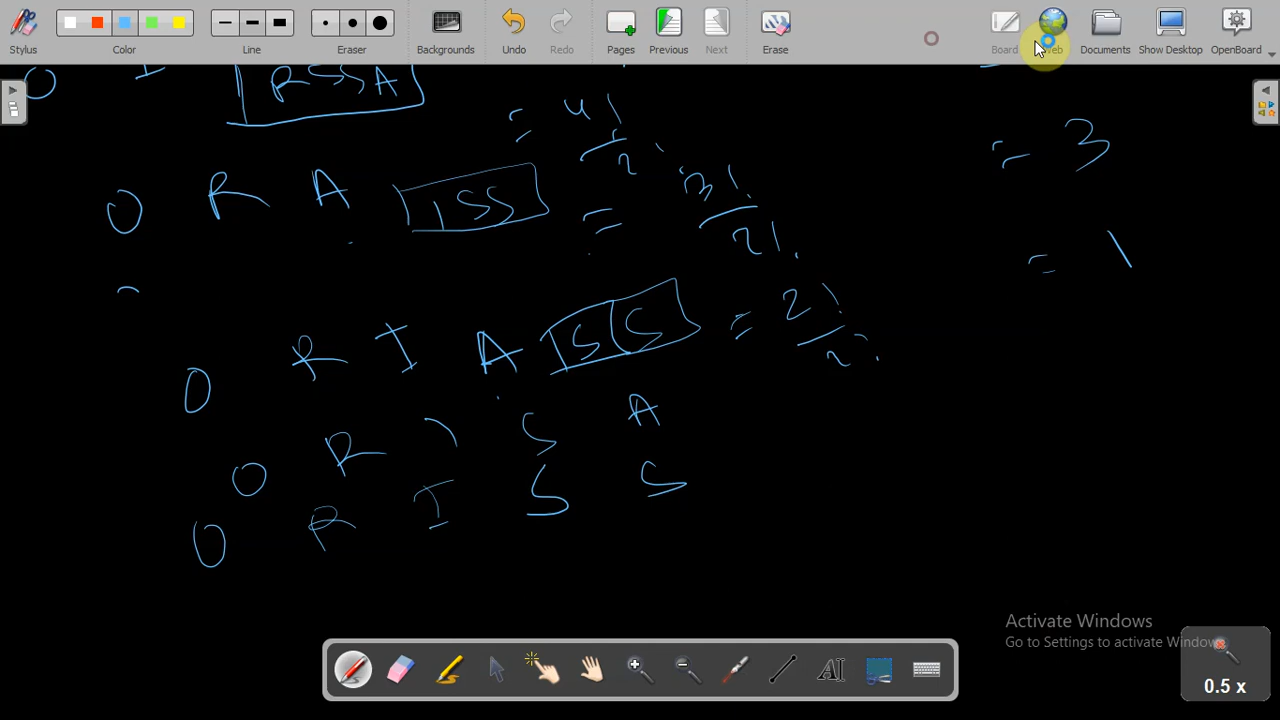 Stylus Color Line Eraser Backgrounds Undo Redo Pages Previous Next Erase Board Web Documents Show Desktop OpenBoard
O I RSSA = 4! / 2
= 3
O R A ISS = 3! / 2!
= 1
O R I A SS = 2! / 2!
O R I S A
O R I S S
Activate Windows
Go to Settings to activate Windows
0.5 x